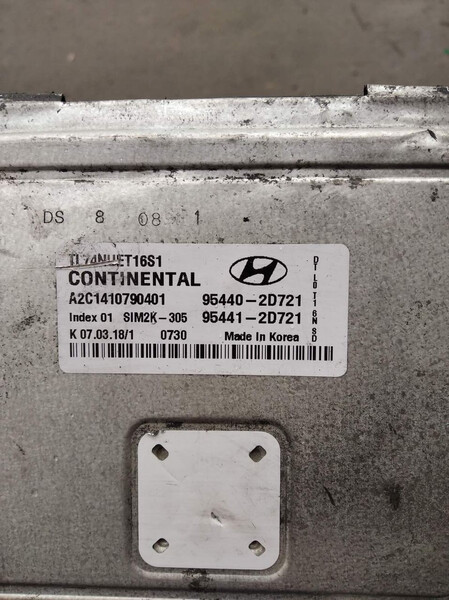 DS 8 08 1
CONTINENTAL
A2C1410790401 95440-2D721
Index 01 SIM2K-305 95441-2D721
K 07.03.18/1 0730 Made in Korea